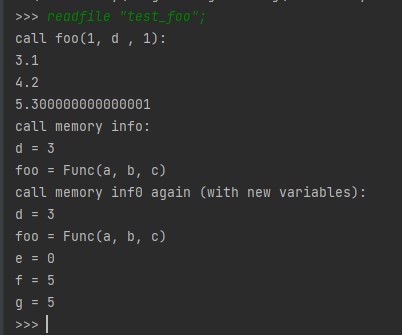 >>> readfile "test_foo";
call foo(1, d , 1):
3.1
4.2
5.300000000000001
call memory info:
d = 3
foo = Func(a, b, c)
call memory inf0 again (with new variables):
d = 3
foo = Func(a, b, c)
e = 0
f = 5
g = 5
>>>